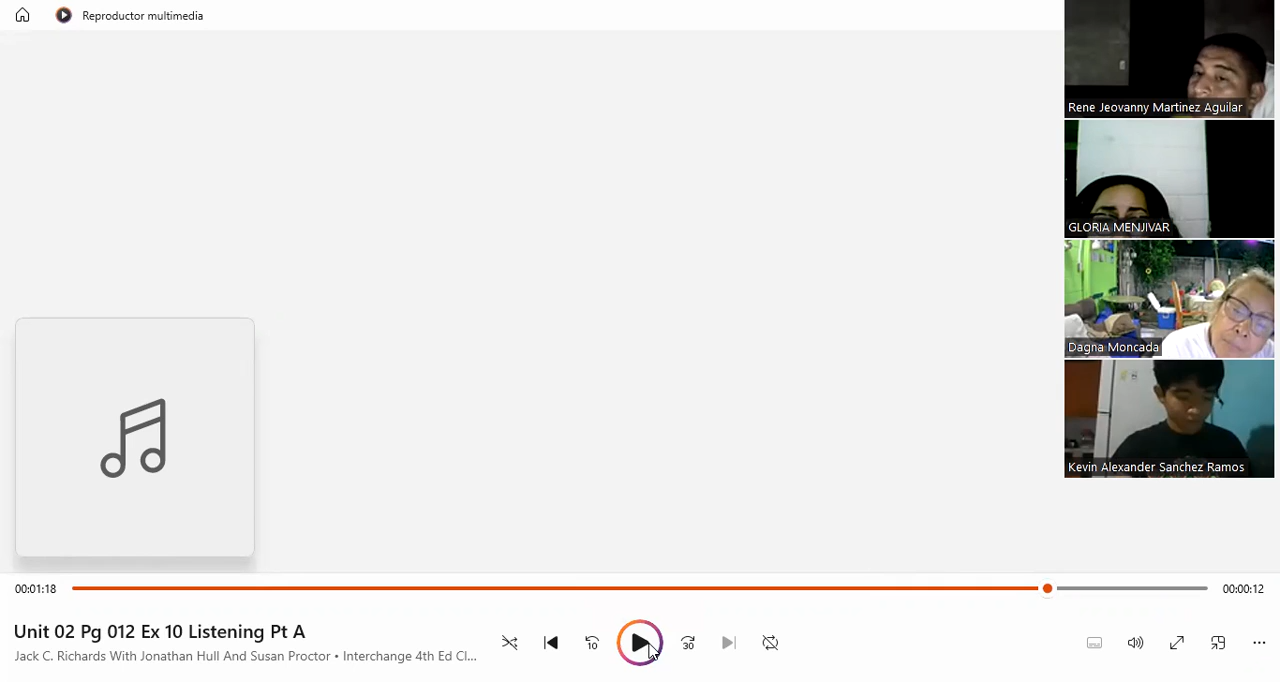 Reproductor multimedia
Rene Jeovanny Martinez Aguilar
GLORIA MENJIVAR
Dagna Moncada
Kevin Alexander Sanchez Ramos
00:01:18
00:00:12
Unit 02 Pg 012 Ex 10 Listening Pt A
Jack C. Richards With Jonathan Hull And Susan Proctor • Interchange 4th Ed Cl...
10
30